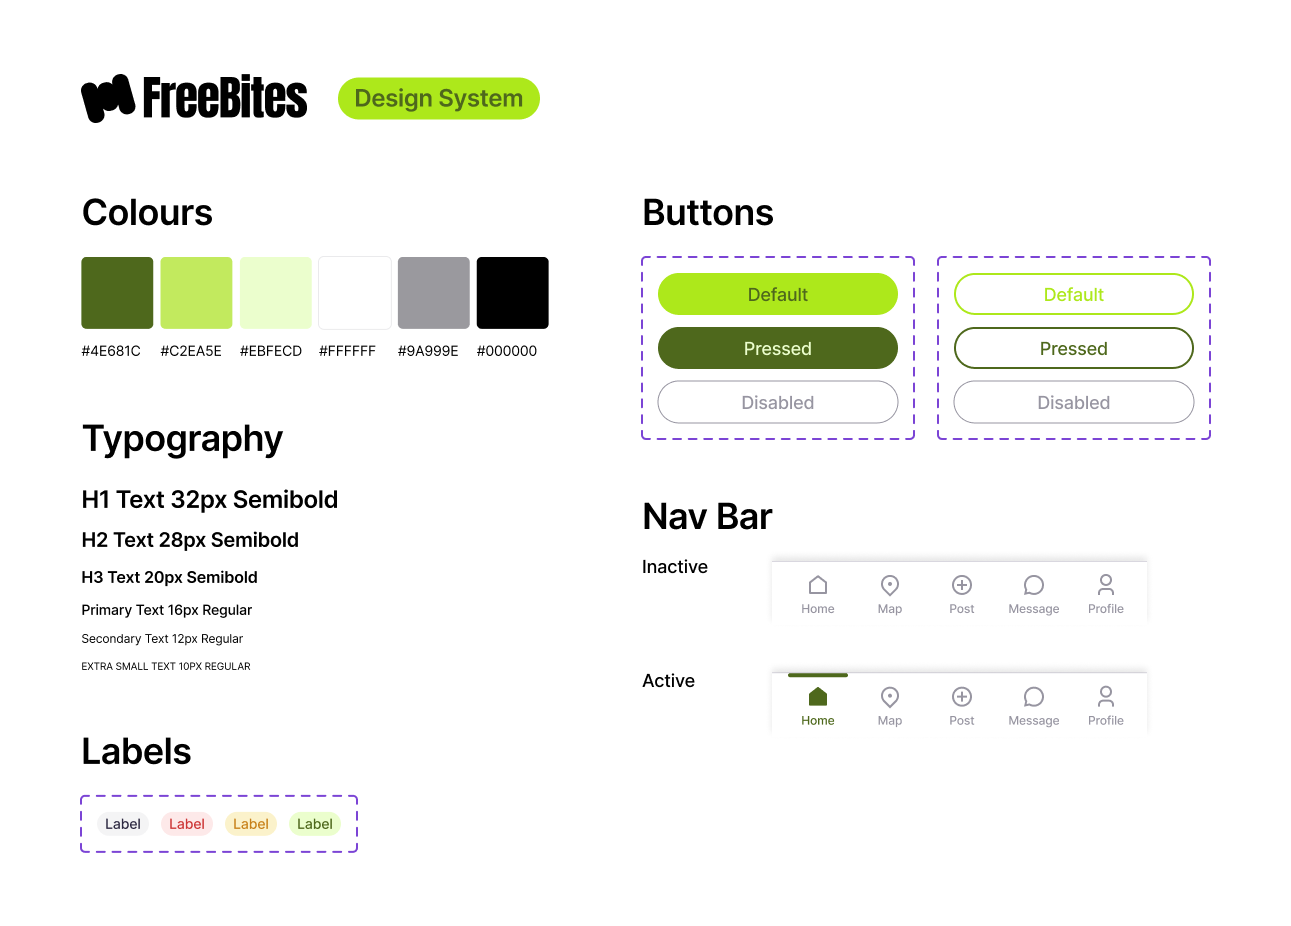 FreeBites
Design System
Colours
#4E681C #C2EA5E #EBFECD #FFFFFF #9A999E #000000
Typography
H1 Text 32px Semibold
H2 Text 28px Semibold
H3 Text 20px Semibold
Primary Text 16px Regular
Secondary Text 12px Regular
EXTRA SMALL TEXT 10PX REGULAR
Labels
Label Label Label Label
Buttons
Default Default
Pressed Pressed
Disabled Disabled
Nav Bar
Inactive
Home Map Post Message Profile
Active
Home Map Post Message Profile